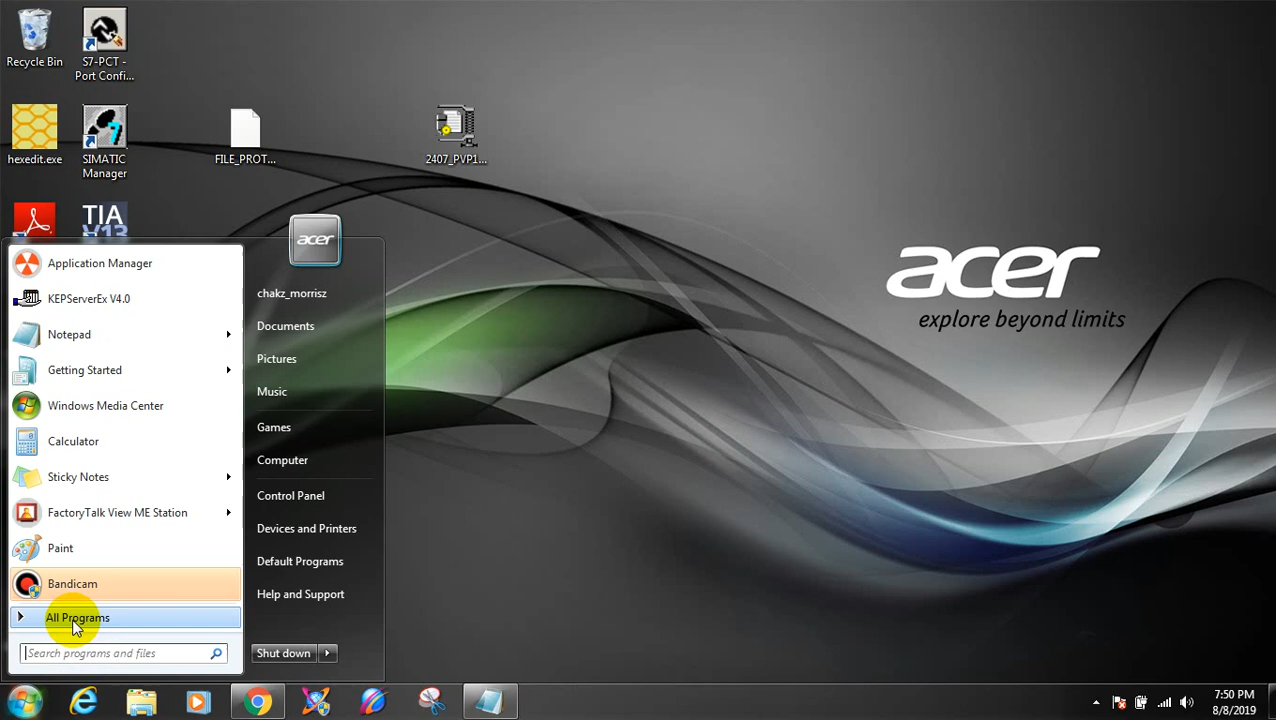 Recycle Bin
S7-PCT -
Port Confi...
hexedit.exe
SIMATIC
Manager
FILE_PROT...
2407_PVP1...
TIA
V13
acer
explore beyond limits
acer
Application Manager
KEPServerEx V4.0
Notepad
Getting Started
Windows Media Center
Calculator
Sticky Notes
FactoryTalk View ME Station
Paint
Bandicam
All Programs
Search programs and files
chakz_morrisz
Documents
Pictures
Music
Games
Computer
Control Panel
Devices and Printers
Default Programs
Help and Support
Shut down
7:50 PM
8/8/2019